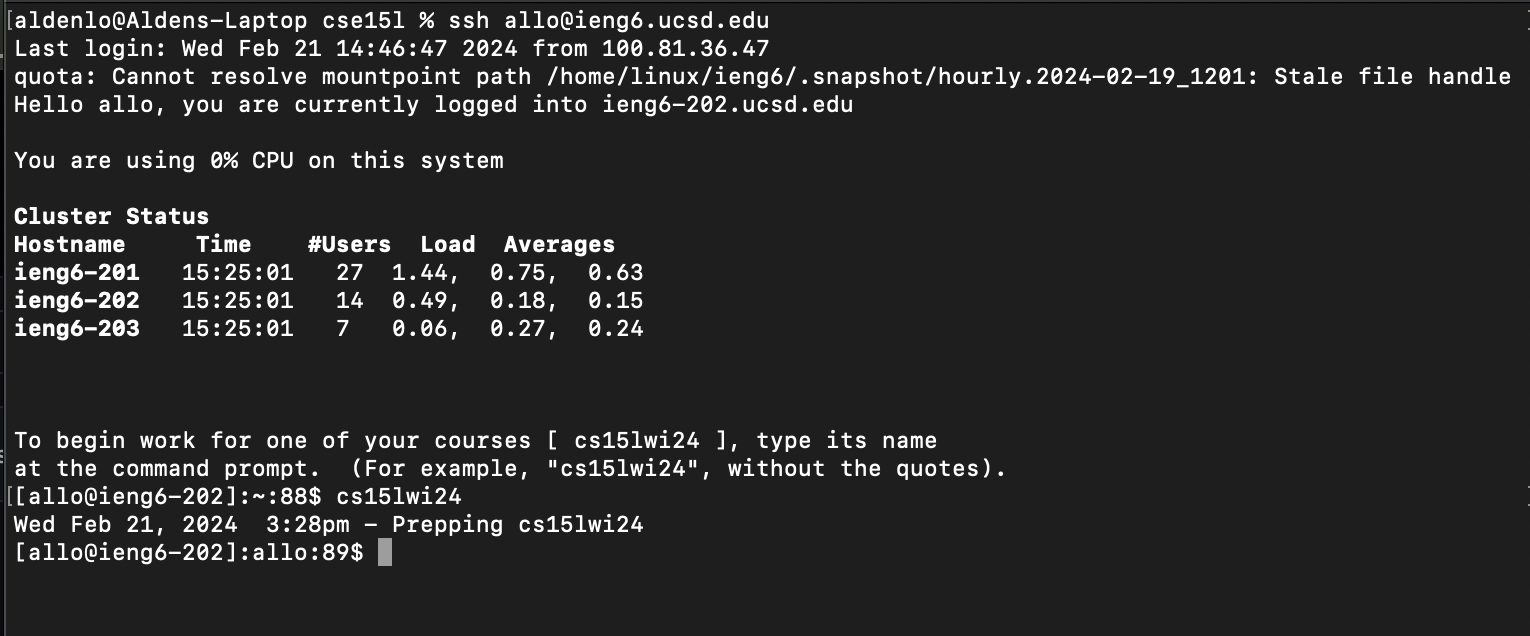 [aldenlo@Aldens-Laptop cse15l % ssh allo@ieng6.ucsd.edu
Last login: Wed Feb 21 14:46:47 2024 from 100.81.36.47
quota: Cannot resolve mountpoint path /home/linux/ieng6/.snapshot/hourly.2024-02-19_1201: Stale file handle
Hello allo, you are currently logged into ieng6-202.ucsd.edu
You are using 0% CPU on this system
Cluster Status
Hostname     Time    #Users  Load  Averages
ieng6-201   15:25:01   27  1.44,  0.75,  0.63
ieng6-202   15:25:01   14  0.49,  0.18,  0.15
ieng6-203   15:25:01   7   0.06,  0.27,  0.24
To begin work for one of your courses [ cs15lwi24 ], type its name
at the command prompt.  (For example, "cs15lwi24", without the quotes).
[[allo@ieng6-202]:~:88$ cs15lwi24
Wed Feb 21, 2024  3:28pm - Prepping cs15lwi24
[allo@ieng6-202]:allo:89$